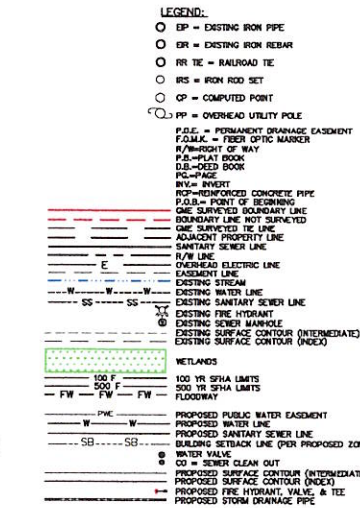 LEGEND:
EIP = EXISTING IRON PIPE
EIR = EXISTING IRON REBAR
RR TIE = RAILROAD TIE
IRS = IRON ROD SET
CP = COMPUTED POINT
PP = OVERHEAD UTILITY POLE
P.D.E. = PERMANENT DRAINAGE EASEMENT
F.O.M.K. = FIBER OPTIC MARKER
R/W=RIGHT OF WAY
P.B.=PLAT BOOK
D.B.=DEED BOOK
PG.=PAGE
INV.= INVERT
RCP=REINFORCED CONCRETE PIPE
P.O.B.= POINT OF BEGINNING
CME SURVEYED BOUNDARY LINE
BOUNDARY LINE NOT SURVEYED
CME SURVEYED TIE LINE
ADJACENT PROPERTY LINE
SANITARY SEWER LINE
R/W LINE
E OVERHEAD ELECTRIC LINE
EASEMENT LINE
EXISTING STREAM
W W W EXISTING WATER LINE
SS SS EXISTING SANITARY SEWER LINE
EXISTING FIRE HYDRANT
EXISTING SEWER MANHOLE
EXISTING SURFACE CONTOUR (INTERMEDIATE)
EXISTING SURFACE CONTOUR (INDEX)
WETLANDS
100 F 100 YR SFHA LIMITS
500 F 500 YR SFHA LIMITS
FW FW FW FLOODWAY
PWE PROPOSED PUBLIC WATER EASEMENT
W W PROPOSED WATER LINE
PROPOSED SANITARY SEWER LINE
SB SB BUILDING SETBACK LINE (PER PROPOSED ZO
WATER VALVE
CO = SEWER CLEAN OUT
PROPOSED SURFACE CONTOUR (INTERMEDIAT
PROPOSED SURFACE CONTOUR (INDEX)
PROPOSED FIRE HYDRANT, VALVE, & TEE
PROPOSED STORM DRAINAGE PIPE